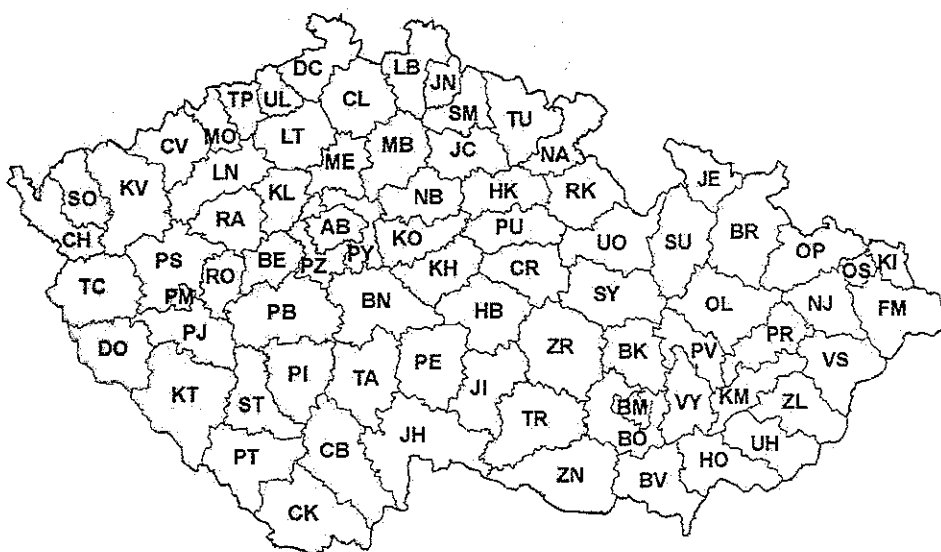 DC LB
JN
TP UL CL SM TU
MO LT
CV MB JC NA
ME
LN
SO KV KL NB HK RK JE
RA
CH AB KO PU UO SU BR OP
PS BE PZ PY KH CR OS KI
TC RO
PM BN SY OL NJ FM
PB HB
DO PJ ZR BK PV PR VS
KT PI TA PE JI
ST BM VY KM ZL
TR BO
PT CB JH HO UH
ZN BV
CK